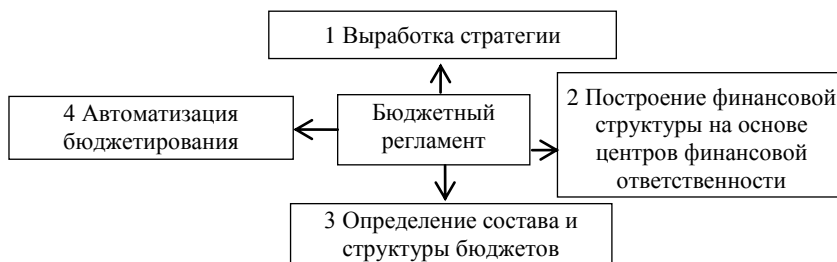 1 Выработка стратегии
4 Автоматизация
бюджетирования
Бюджетный
регламент
2 Построение финансовой
структуры на основе
центров финансовой
ответственности
3 Определение состава и
структуры бюджетов